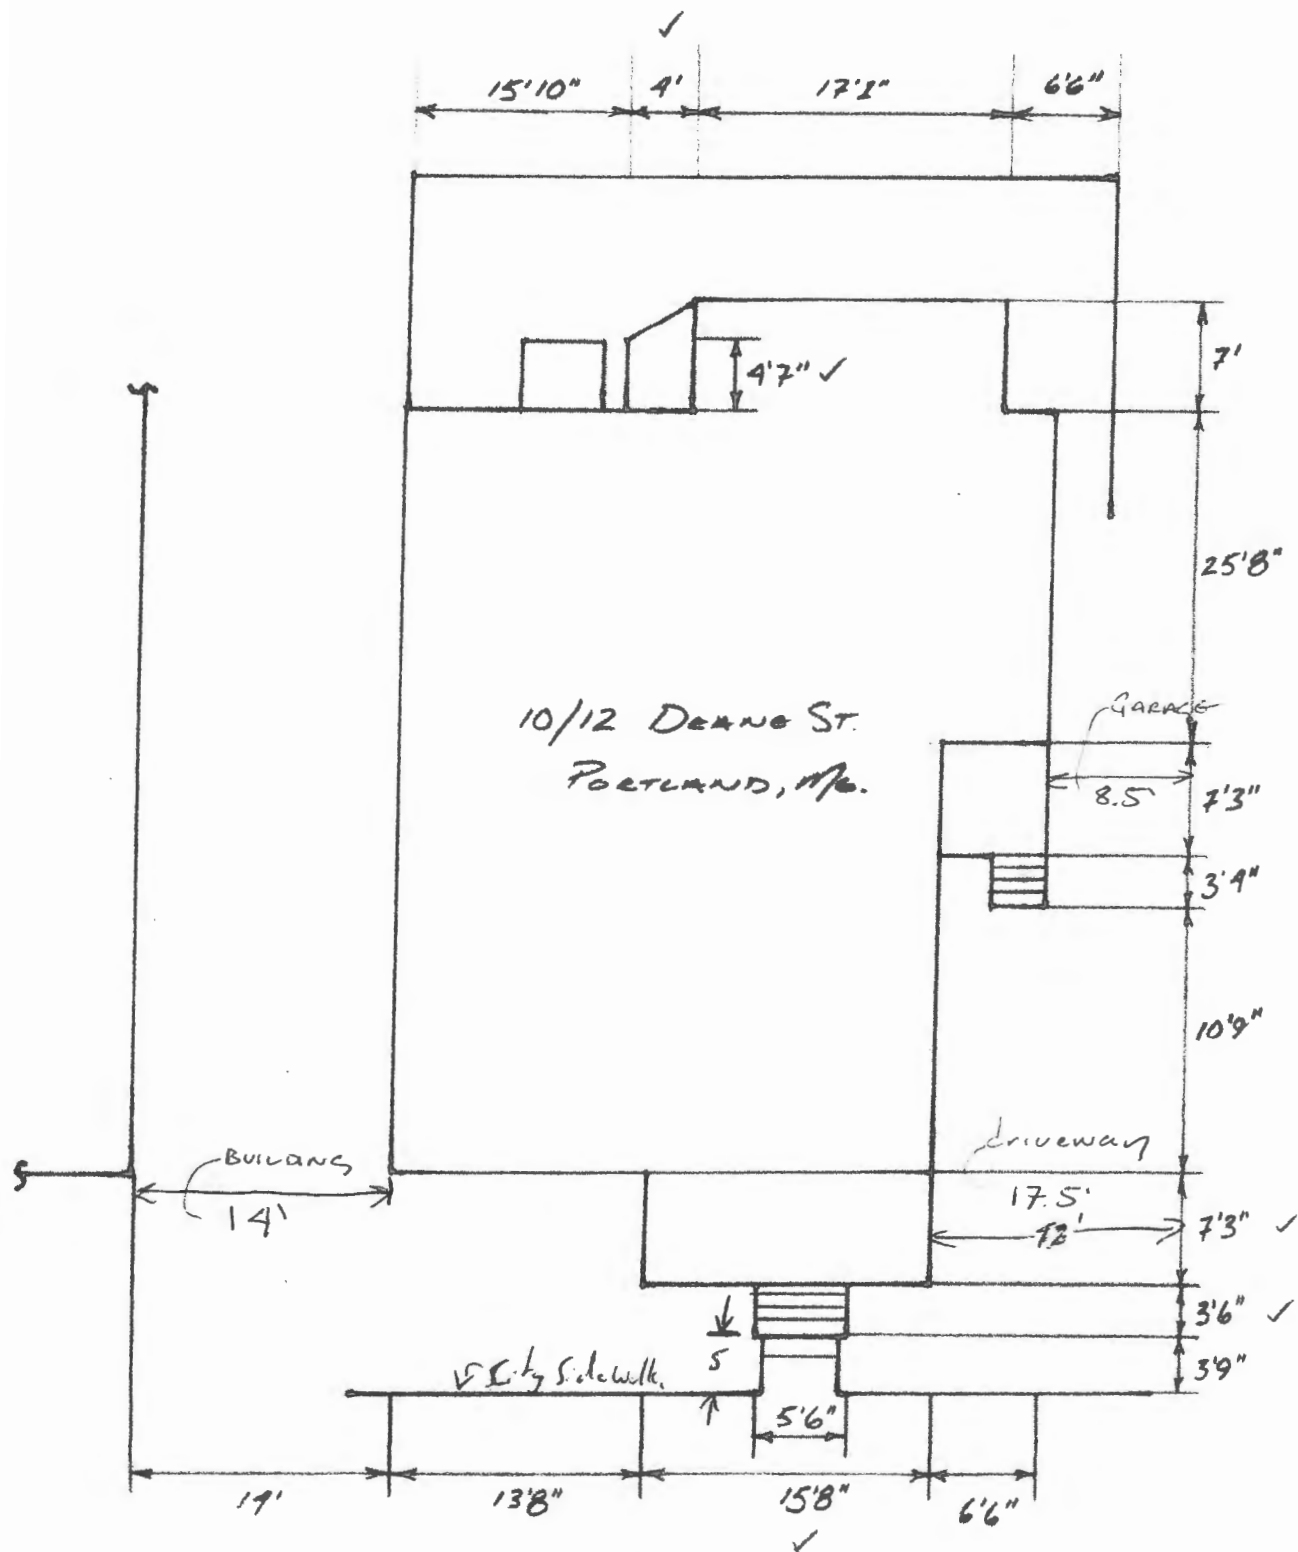 ✓
15'10" 4' 17'1" 6'6"
4'7" ✓
7'
25'8"
10/12 DEANE ST.
PORTLAND, ME.
GARAGE
8.5'
7'3"
3'4"
10'9"
driveway
BUILDING
14'
17.5'
7'3" ✓
3'6" ✓
5
3'9"
City Sidewalk
5'6"
14' 13'8" 15'8" 6'6"
✓